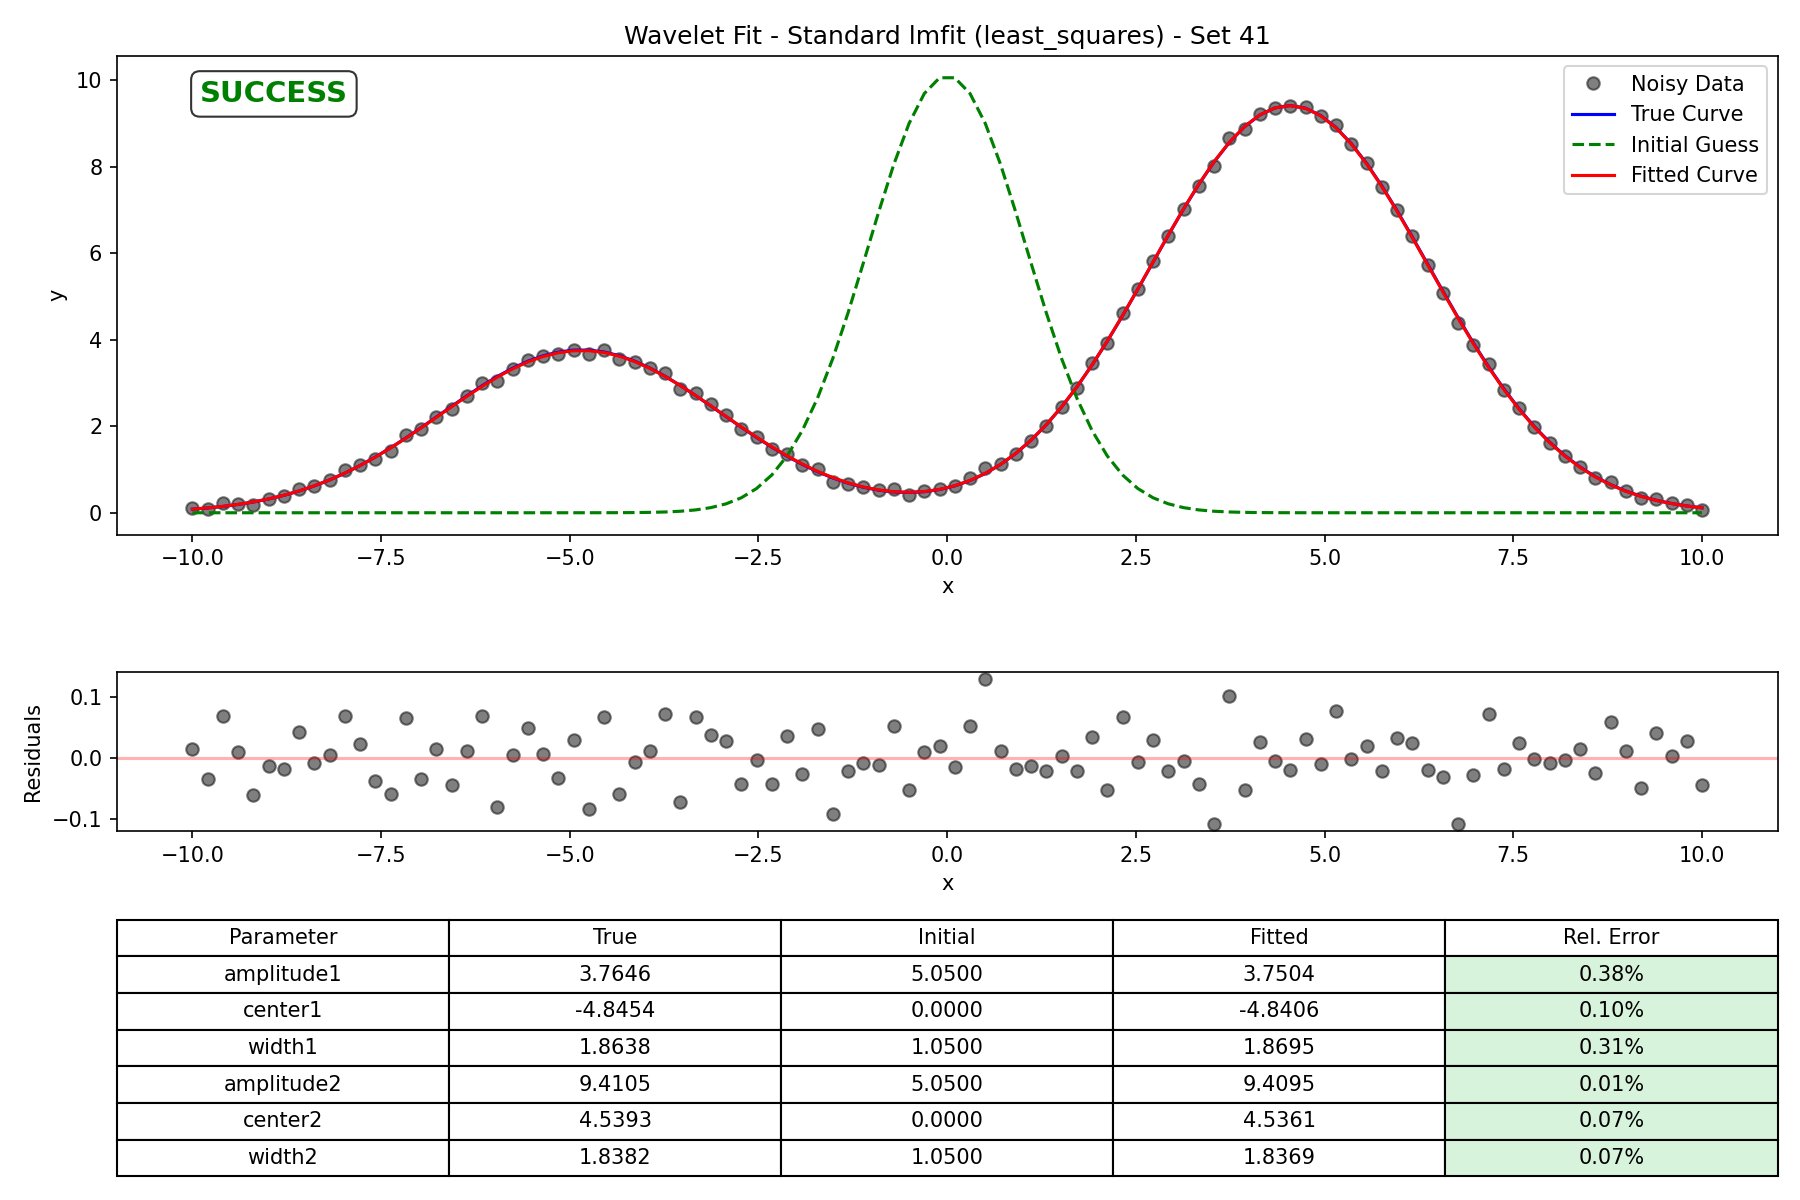 Wavelet Fit - Standard lmfit (least_squares) - Set 41
SUCCESS
Noisy Data
True Curve
Initial Guess
Fitted Curve
10
8
6
4
2
0
y
−10.0 −7.5 −5.0 −2.5 0.0 2.5 5.0 7.5 10.0
x
0.1
0.0
−0.1
Residuals
−10.0 −7.5 −5.0 −2.5 0.0 2.5 5.0 7.5 10.0
x
Parameter True Initial Fitted Rel. Error
amplitude1 3.7646 5.0500 3.7504 0.38%
center1 -4.8454 0.0000 -4.8406 0.10%
width1 1.8638 1.0500 1.8695 0.31%
amplitude2 9.4105 5.0500 9.4095 0.01%
center2 4.5393 0.0000 4.5361 0.07%
width2 1.8382 1.0500 1.8369 0.07%